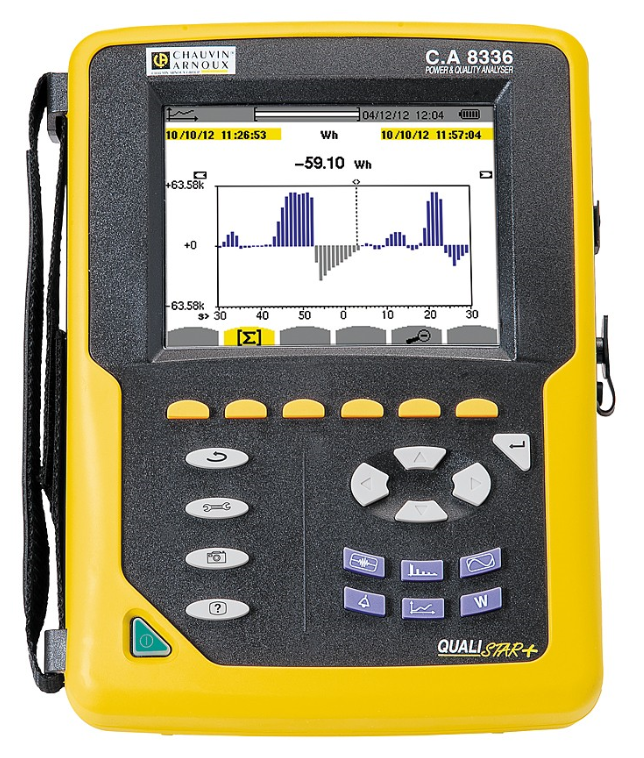 CHAUVIN
ARNOUX
C.A 8336
POWER & QUALITY ANALYSER
04/12/12 12:04
10/10/12 11:26:53 Wh 10/10/12 11:57:04
-59.10 Wh
+63.58k
+0
-63.58k
s> 30 40 50 0 10 20 30
[Σ]
?
W
QUALISTAR+